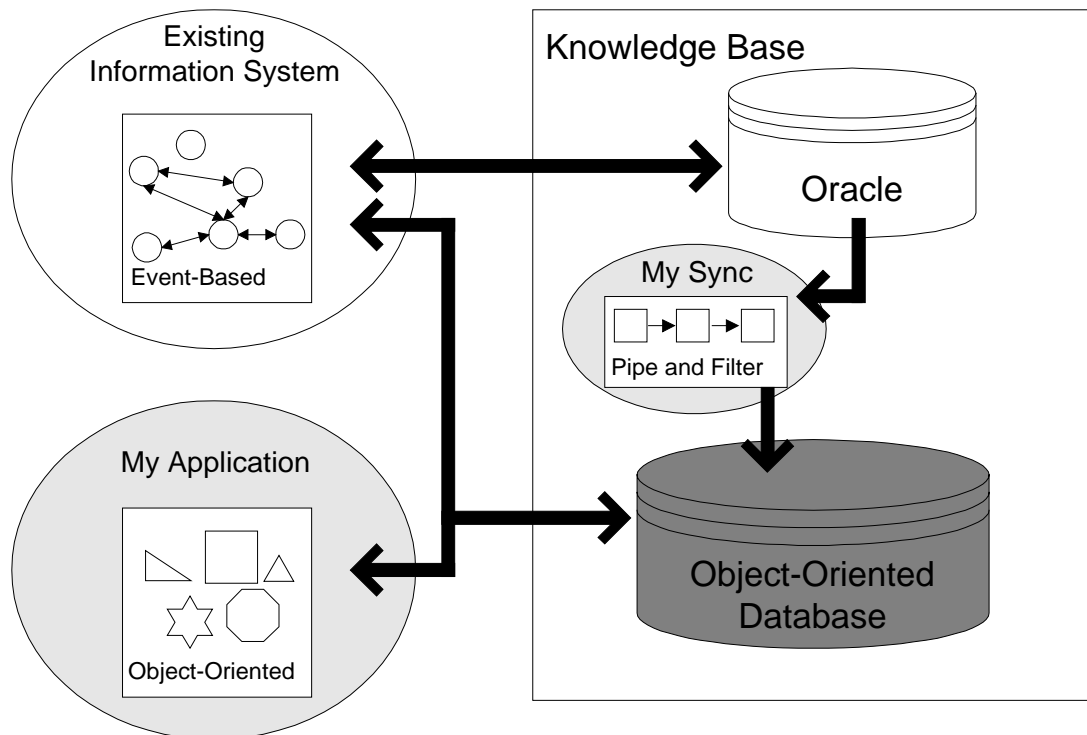 Existing
Information System
Event-Based
Knowledge Base
Oracle
My Sync
Pipe and Filter
My Application
Object-Oriented
Object-Oriented
Database